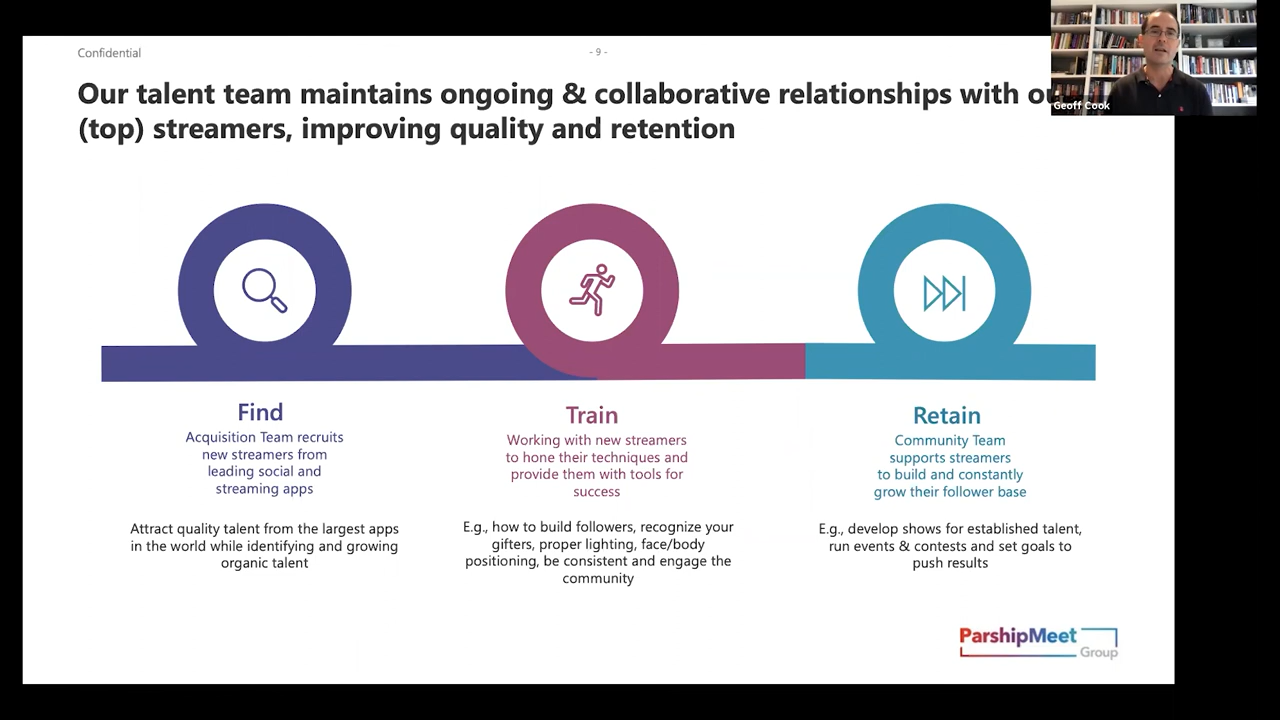 Confidential
- 9 -
Our talent team maintains ongoing & collaborative relationships with
(top) streamers, improving quality and retention
Geoff Cook
Find
Acquisition Team recruits
new streamers from
leading social and
streaming apps
Attract quality talent from the largest apps
in the world while identifying and growing
organic talent
Train
Working with new streamers
to hone their techniques and
provide them with tools for
success
E.g., how to build followers, recognize your
gifters, proper lighting, face/body
positioning, be consistent and engage the
community
Retain
Community Team
supports streamers
to build and constantly
grow their follower base
E.g., develop shows for established talent,
run events & contests and set goals to
push results
ParshipMeet
Group